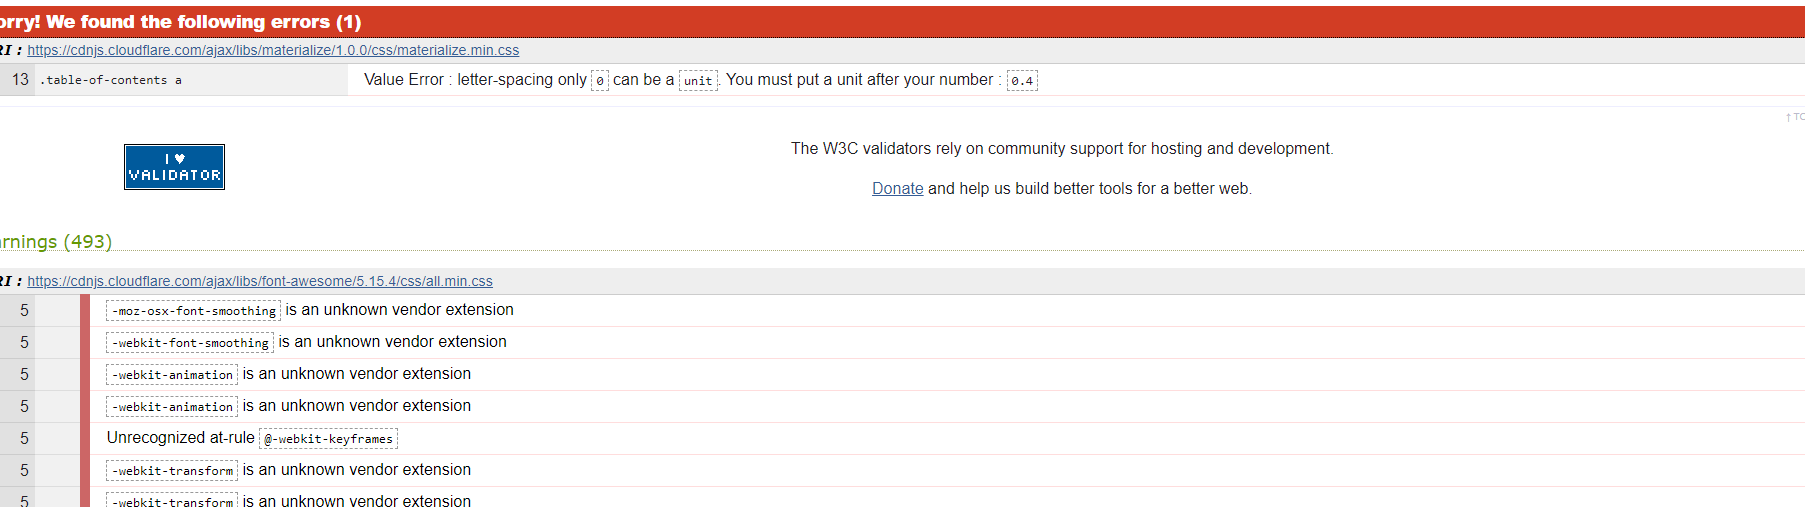 orry! We found the following errors (1)
RI : https://cdnjs.cloudflare.com/ajax/libs/materialize/1.0.0/css/materialize.min.css
13 .table-of-contents a Value Error : letter-spacing only 0 can be a unit. You must put a unit after your number : 0.4
↑ TO
The W3C validators rely on community support for hosting and development.
I ♥
VALIDATOR
Donate and help us build better tools for a better web.
arnings (493)
RI : https://cdnjs.cloudflare.com/ajax/libs/font-awesome/5.15.4/css/all.min.css
5 -moz-osx-font-smoothing is an unknown vendor extension
5 -webkit-font-smoothing is an unknown vendor extension
5 -webkit-animation is an unknown vendor extension
5 -webkit-animation is an unknown vendor extension
5 Unrecognized at-rule @-webkit-keyframes
5 -webkit-transform is an unknown vendor extension
5 -webkit-transform is an unknown vendor extension